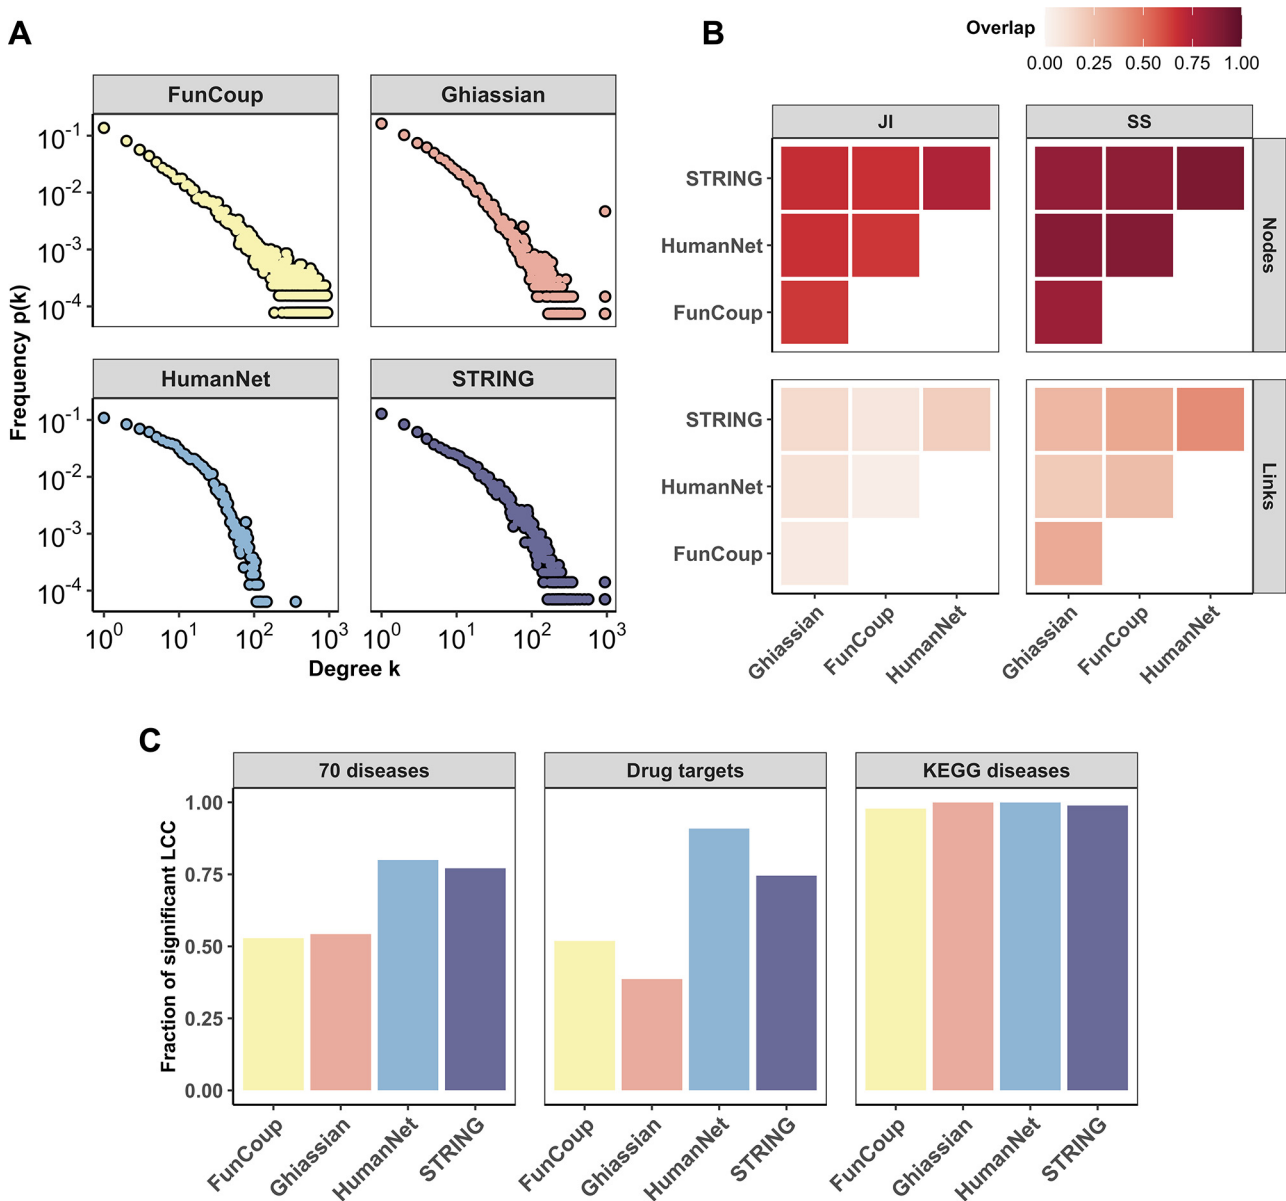 A
FunCoup
Ghiassian
10^-1
10^-2
10^-3
10^-4
HumanNet
STRING
10^-1
10^-2
10^-3
10^-4
Frequency p(k)
10^0 10^1 10^2 10^3 10^0 10^1 10^2 10^3
Degree k
B
Overlap
0.00 0.25 0.50 0.75 1.00
JI
SS
STRING
HumanNet
FunCoup
Nodes
STRING
HumanNet
FunCoup
Links
Ghiassian
FunCoup
HumanNet
Ghiassian
FunCoup
HumanNet
C
70 diseases
Drug targets
KEGG diseases
Fraction of significant LCC
1.00
0.75
0.50
0.25
0.00
FunCoup
Ghiassian
HumanNet
STRING
FunCoup
Ghiassian
HumanNet
STRING
FunCoup
Ghiassian
HumanNet
STRING